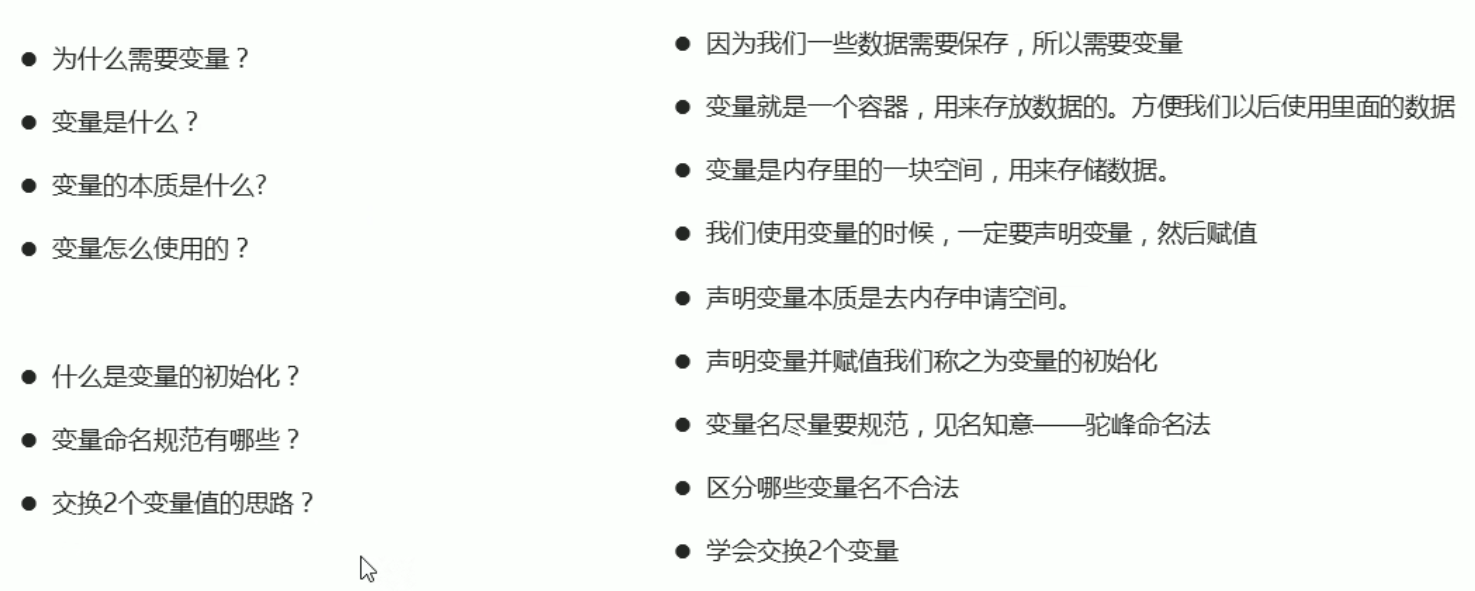 ● 为什么需要变量？
● 变量是什么？
● 变量的本质是什么?
● 变量怎么使用的？
● 什么是变量的初始化？
● 变量命名规范有哪些？
● 交换2个变量值的思路？
● 因为我们一些数据需要保存，所以需要变量
● 变量就是一个容器，用来存放数据的。方便我们以后使用里面的数据
● 变量是内存里的一块空间，用来存储数据。
● 我们使用变量的时候，一定要声明变量，然后赋值
● 声明变量本质是去内存申请空间。
● 声明变量并赋值我们称之为变量的初始化
● 变量名尽量要规范，见名知意——驼峰命名法
● 区分哪些变量名不合法
● 学会交换2个变量